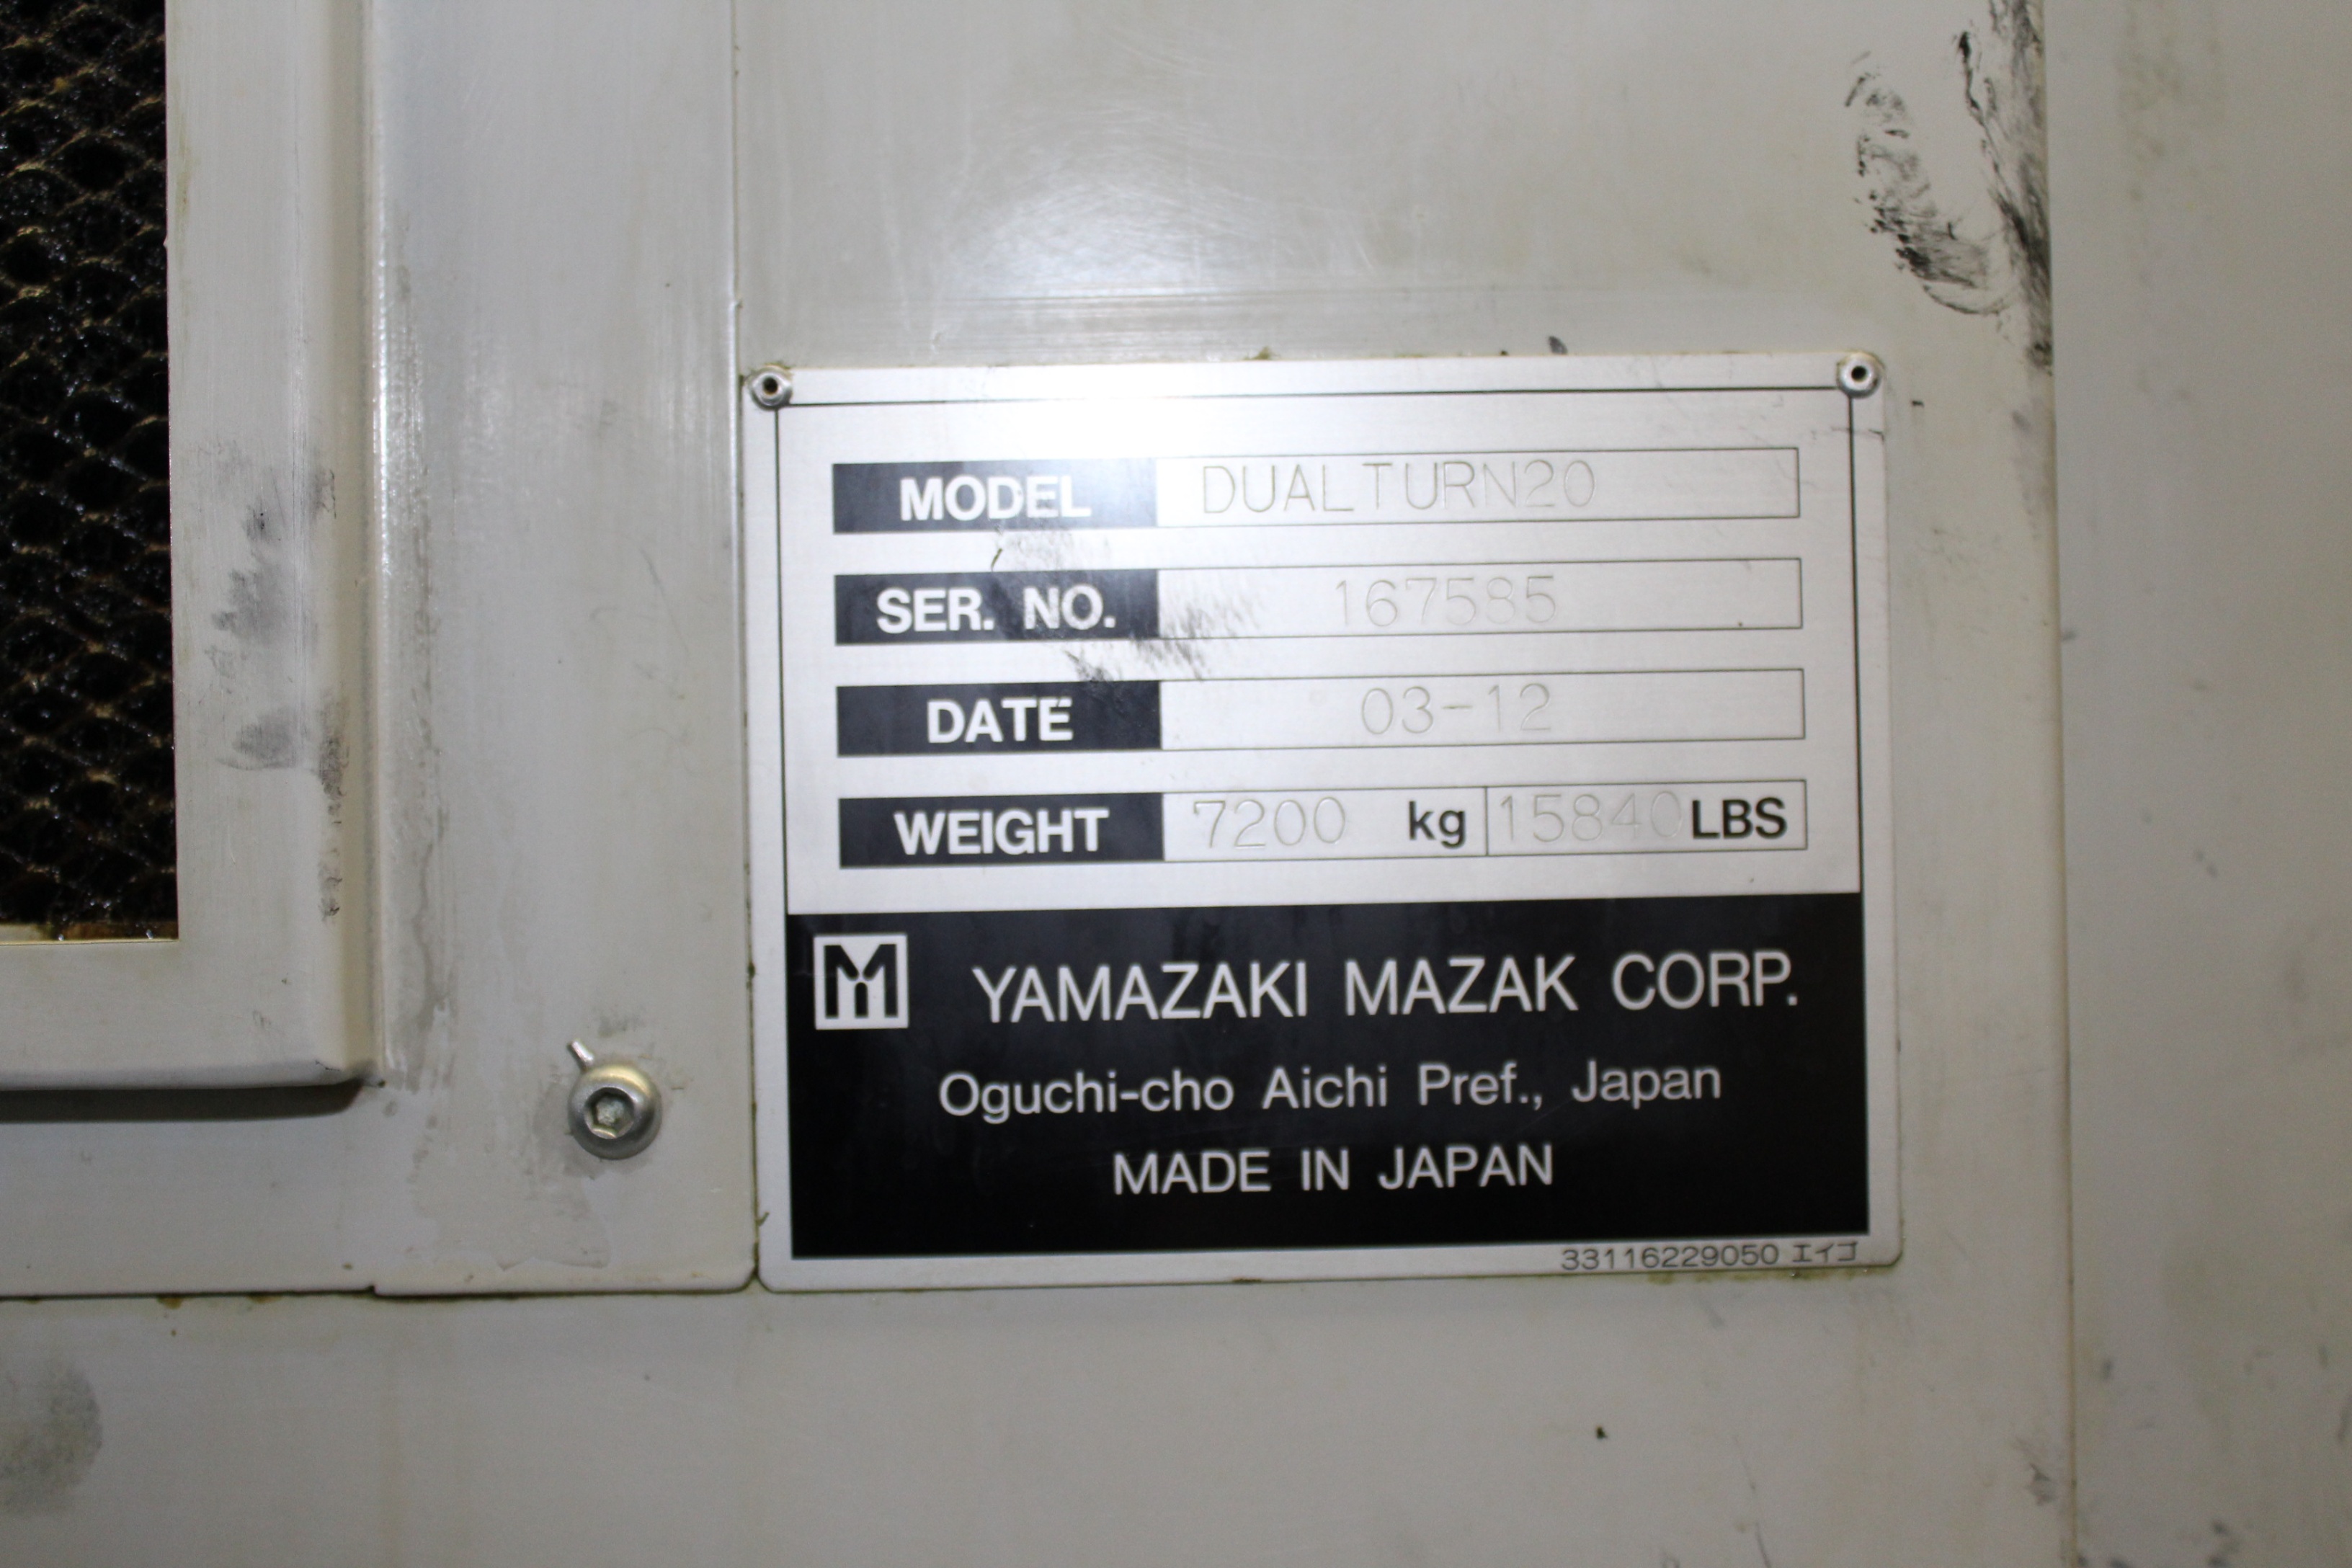 MODEL DUALTURN20
SER. NO. 167585
DATE 03-12
WEIGHT 7200 kg 15840 LBS
M YAMAZAKI MAZAK CORP.
Oguchi-cho Aichi Pref., Japan
MADE IN JAPAN
33116229050 エイゴ